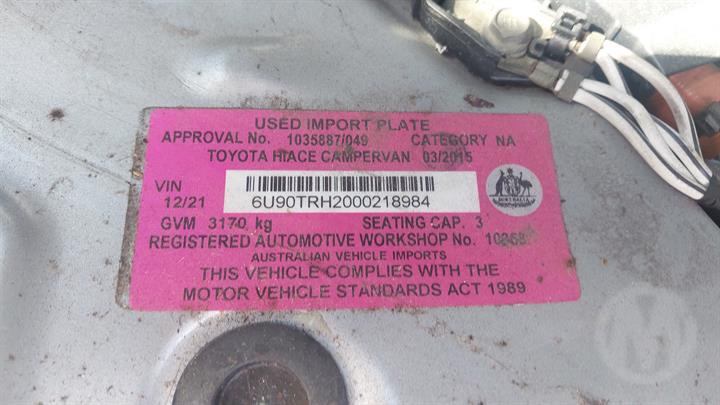 USED IMPORT PLATE
APPROVAL No. 1035887/049 CATEGORY NA
TOYOTA HIACE CAMPERVAN 03/2015
VIN
12/21 6U90TRH2000218984
AUSTRALIA
GVM 3170 kg SEATING CAP. 3
REGISTERED AUTOMOTIVE WORKSHOP No.
AUSTRALIAN VEHICLE IMPORTS
THIS VEHICLE COMPLIES WITH THE
MOTOR VEHICLE STANDARDS ACT 1989
M